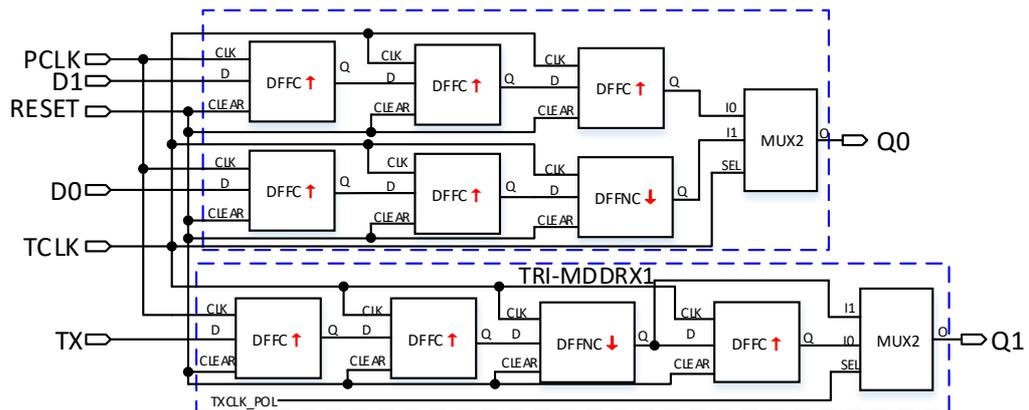 PCLK
D1
RESET
CLK
D
CLEAR
DFFC
Q
CLK
D
CLEAR
DFFC
Q
CLK
D
CLEAR
DFFC
Q
I0
I1
SEL
MUX2
O
Q0
D0
TCLK
CLK
D
CLEAR
DFFC
Q
CLK
D
CLEAR
DFFC
Q
CLK
D
CLEAR
DFFNC
Q
TRI-MDDRX1
TX
CLK
D
CLEAR
DFFC
Q
CLK
D
CLEAR
DFFC
Q
CLK
D
CLEAR
DFFNC
Q
CLK
D
CLEAR
DFFC
Q
I1
I0
SEL
MUX2
O
Q1
TXCLK_POL